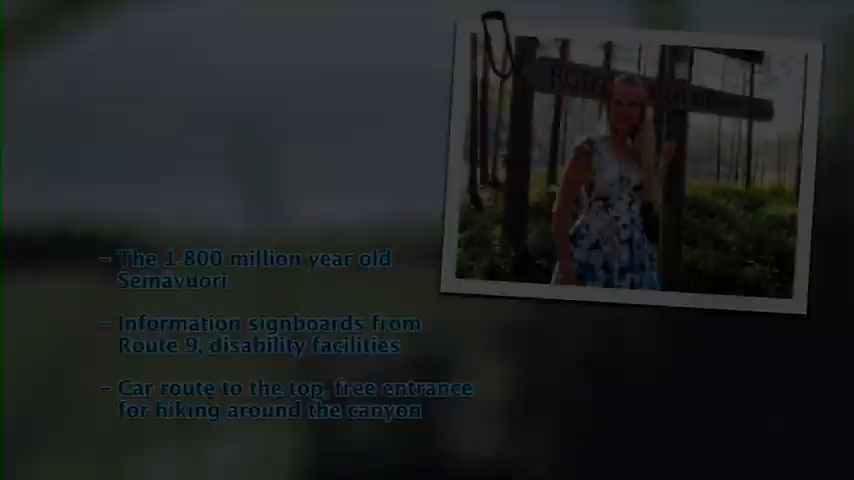 – The 1 800 million year old
Seinävuori
– Information signboards from
Route 9, disability facilities
– Car route to the top, free entrance
for hiking around the canyon